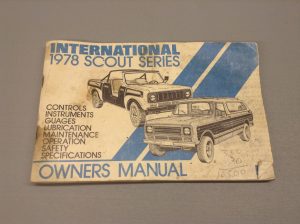 INTERNATIONAL
1978 SCOUT SERIES
CONTROLS
INSTRUMENTS
GUAGES
LUBRICATION
MAINTENANCE
OPERATION
SAFETY
SPECIFICATIONS
OWNERS MANUAL